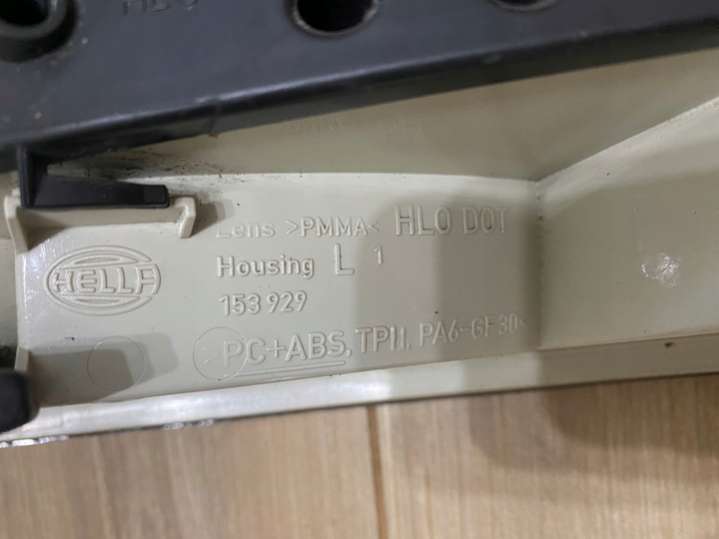 Lens >PMMA< HLO DOT
HELLA
Housing L 1
153 929
>PC+ABS, TPU, PA6-GF30<